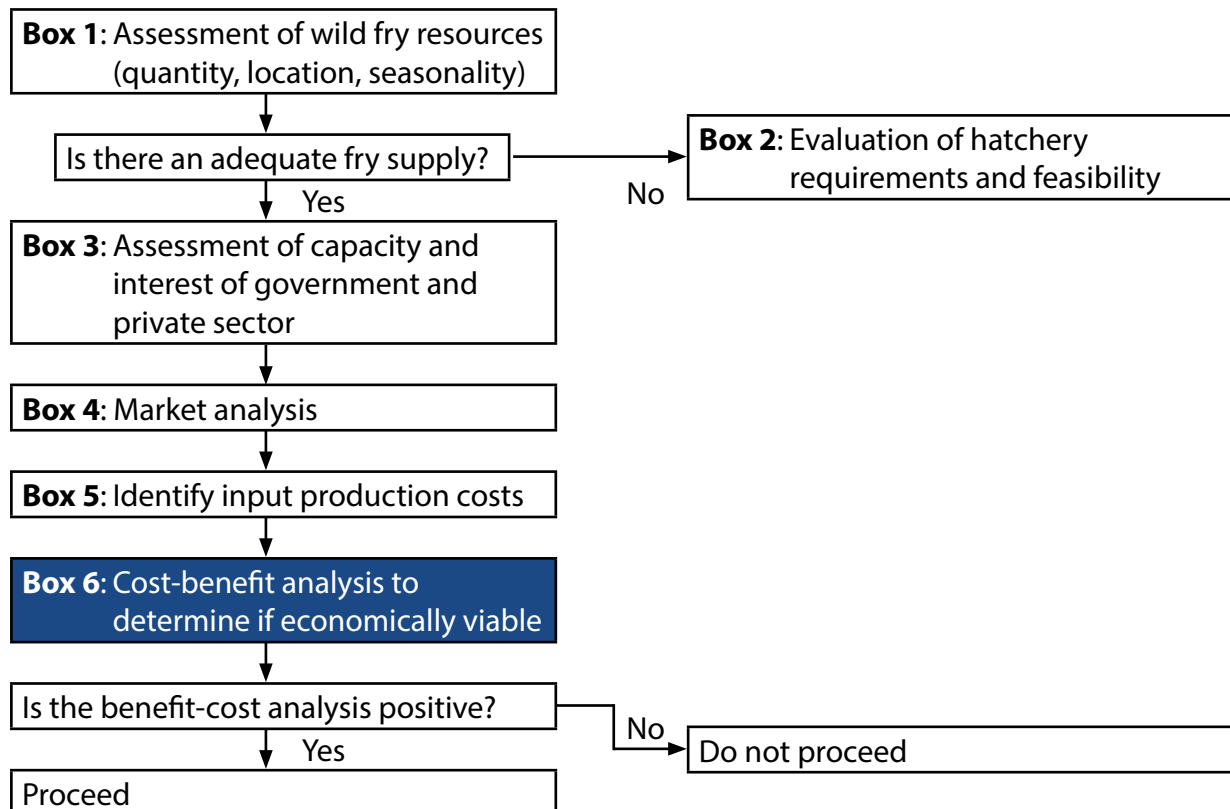 Box 1: Assessment of wild fry resources
(quantity, location, seasonality)
Is there an adequate fry supply?
No
Box 2: Evaluation of hatchery
requirements and feasibility
Yes
Box 3: Assessment of capacity and
interest of government and
private sector
Box 4: Market analysis
Box 5: Identify input production costs
Box 6: Cost-benefit analysis to
determine if economically viable
Is the benefit-cost analysis positive?
No
Do not proceed
Yes
Proceed